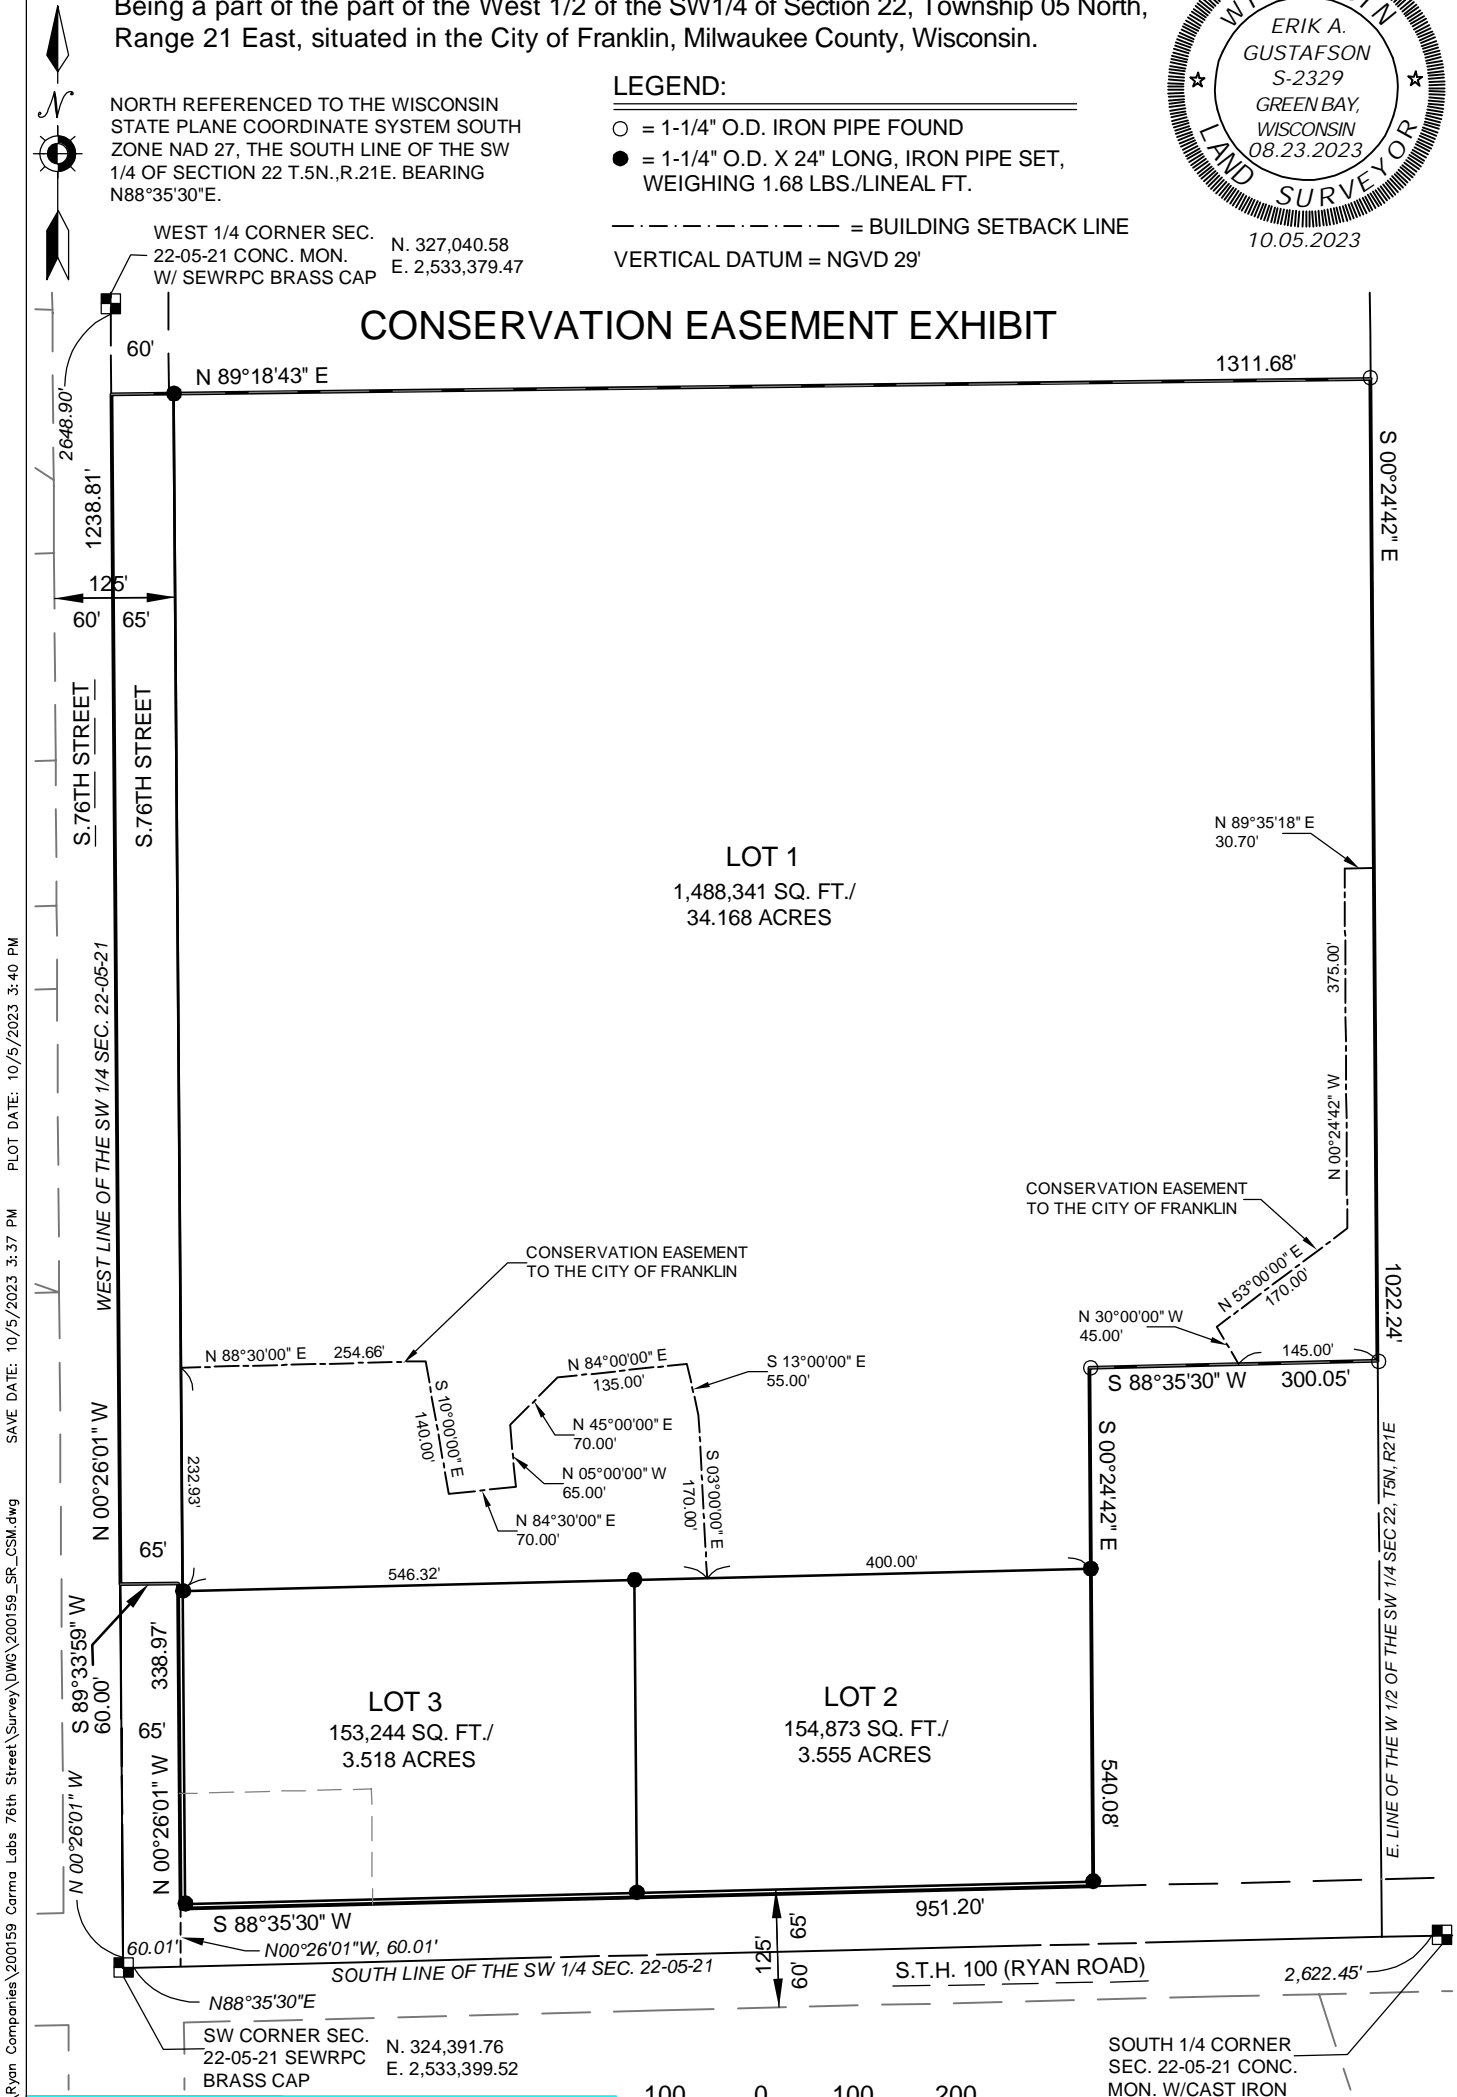 Being a part of the part of the West 1/2 of the SW1/4 of Section 22, Township 05 North,
Range 21 East, situated in the City of Franklin, Milwaukee County, Wisconsin.
ERIK A.
GUSTAFSON
S-2329
GREEN BAY,
WISCONSIN
08.23.2023
LAND SURVEYOR
10.05.2023
N
NORTH REFERENCED TO THE WISCONSIN
STATE PLANE COORDINATE SYSTEM SOUTH
ZONE NAD 27, THE SOUTH LINE OF THE SW
1/4 OF SECTION 22 T.5N.,R.21E. BEARING
N88°35'30"E.
LEGEND:
= 1-1/4" O.D. IRON PIPE FOUND
= 1-1/4" O.D. X 24" LONG, IRON PIPE SET,
WEIGHING 1.68 LBS./LINEAL FT.
= BUILDING SETBACK LINE
VERTICAL DATUM = NGVD 29'
WEST 1/4 CORNER SEC.
22-05-21 CONC. MON.
W/ SEWRPC BRASS CAP
N. 327,040.58
E. 2,533,379.47
CONSERVATION EASEMENT EXHIBIT
60'
N 89°18'43" E
1311.68'
2648.90'
1238.81'
S 00°24'42" E
125'
60'
65'
S.76TH STREET
S.76TH STREET
N 89°35'18" E
30.70'
LOT 1
1,488,341 SQ. FT./
34.168 ACRES
375.00'
N 00°24'42" W
WEST LINE OF THE SW 1/4 SEC. 22-05-21
CONSERVATION EASEMENT
TO THE CITY OF FRANKLIN
CONSERVATION EASEMENT
TO THE CITY OF FRANKLIN
N 53°00'00" E
170.00'
1022.24'
N 30°00'00" W
45.00'
145.00'
S 88°35'30" W
300.05'
N 88°30'00" E
254.66'
N 84°00'00" E
135.00'
S 13°00'00" E
55.00'
S 10°00'00" E
140.00'
N 45°00'00" E
70.00'
N 05°00'00" W
65.00'
N 84°30'00" E
70.00'
S 03°00'00" E
170.00'
S 00°24'42" E
232.93'
N 00°26'01" W
65'
546.32'
400.00'
S 89°33'59" W
60.00'
338.97'
65'
N 00°26'01" W
LOT 3
153,244 SQ. FT./
3.518 ACRES
LOT 2
154,873 SQ. FT./
3.555 ACRES
540.08'
E. LINE OF THE W 1/2 OF THE SW 1/4 SEC 22, T5N, R21E
N 00°26'01" W
S 88°35'30" W
951.20'
60.01'
N00°26'01"W, 60.01'
SOUTH LINE OF THE SW 1/4 SEC. 22-05-21
125'
65'
60'
S.T.H. 100 (RYAN ROAD)
2,622.45'
N88°35'30"E
SW CORNER SEC.
22-05-21 SEWRPC
BRASS CAP
N. 324,391.76
E. 2,533,399.52
SOUTH 1/4 CORNER
SEC. 22-05-21 CONC.
MON. W/CAST IRON
100 0 100 200
\Ryan Companies\200159 Carma Labs 76th Street\Survey\DWG\200159_SR_CSM.dwg SAVE DATE: 10/5/2023 3:37 PM PLOT DATE: 10/5/2023 3:40 PM